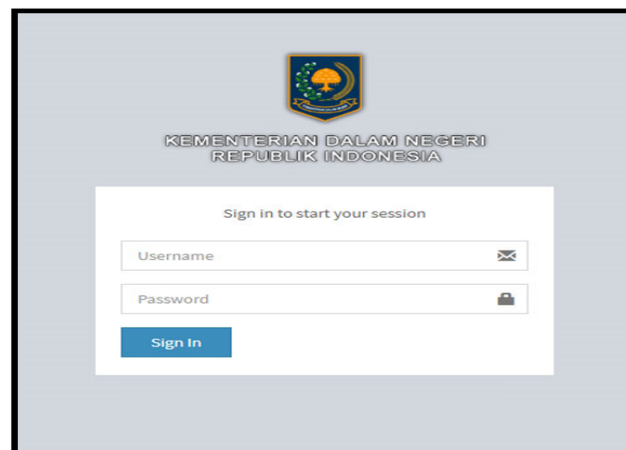 KEMENTERIAN DALAM NEGERI
REPUBLIK INDONESIA
Sign in to start your session
Username
Password
Sign In